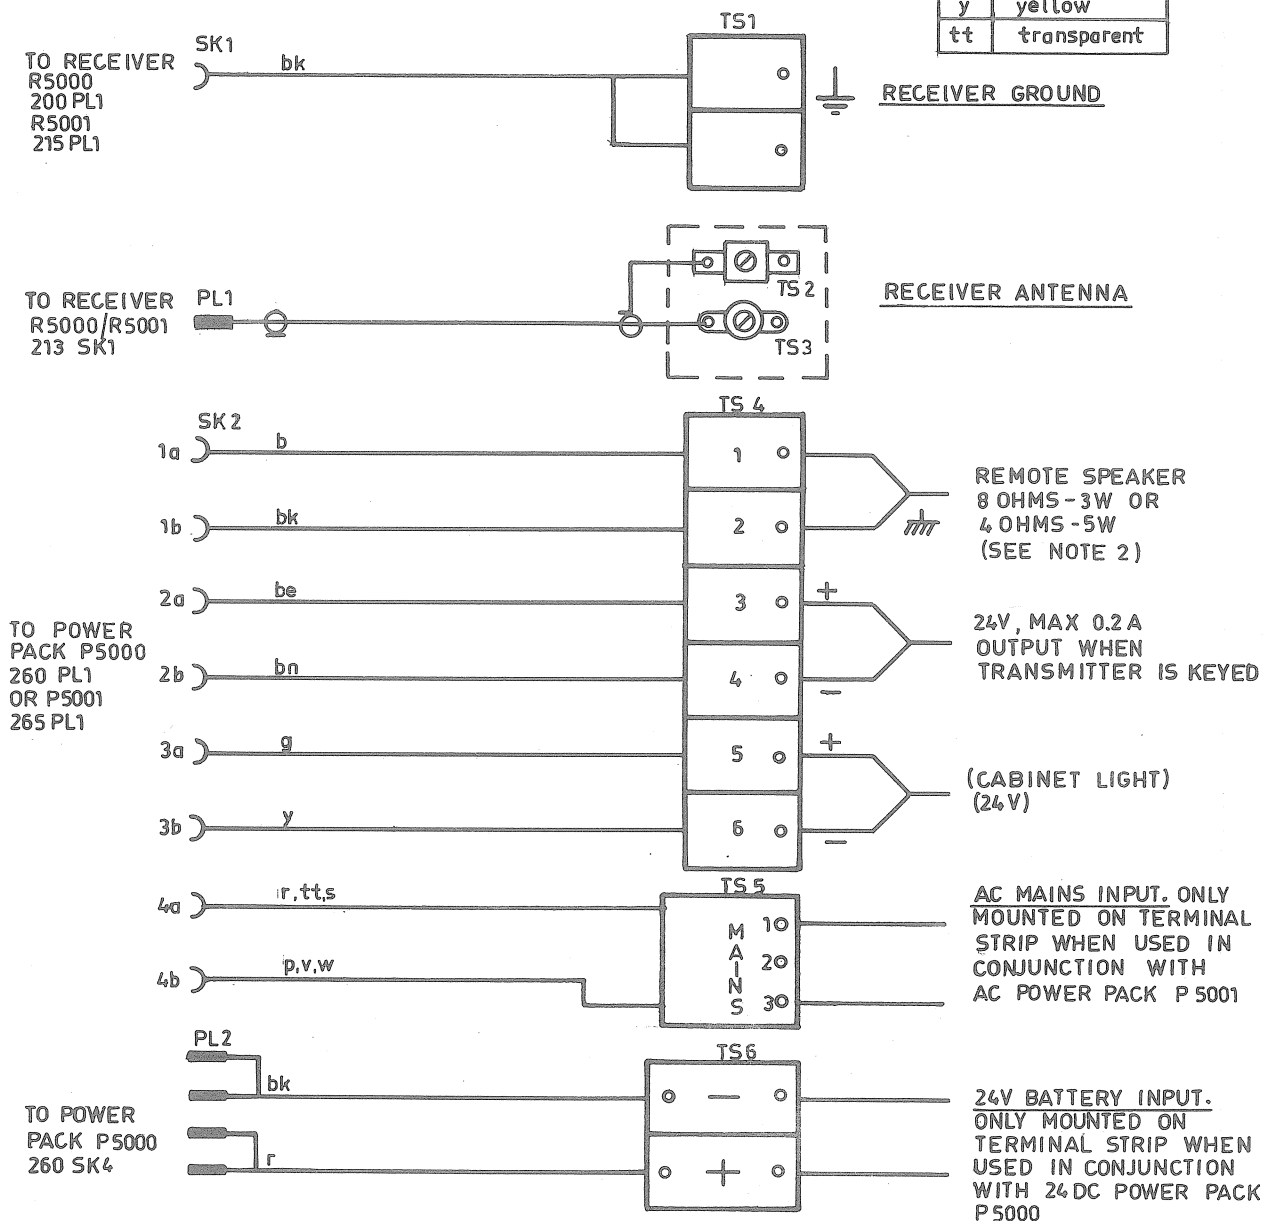 y yellow
tt transparent
TS1
SK1
TO RECEIVER
R5000
200 PL1
R5001
215 PL1
bk
RECEIVER GROUND
TO RECEIVER
R5000/R5001
213 SK1
PL1
TS2
TS3
RECEIVER ANTENNA
TS 4
SK2
1a
b
1
1b
bk
2
REMOTE SPEAKER
8 OHMS-3W OR
4 OHMS-5W
(SEE NOTE 2)
2a
be
3
+
TO POWER
PACK P5000
260 PL1
OR P5001
265 PL1
2b
bn
4
−
24V, MAX 0.2A
OUTPUT WHEN
TRANSMITTER IS KEYED
3a
g
5
+
3b
y
6
−
(CABINET LIGHT)
(24V)
TS 5
4a
r,tt,s
4b
p,v,w
MAINS
1
2
3
AC MAINS INPUT. ONLY
MOUNTED ON TERMINAL
STRIP WHEN USED IN
CONJUNCTION WITH
AC POWER PACK P 5001
PL2
TS6
bk
−
TO POWER
PACK P5000
260 SK4
r
+
24V BATTERY INPUT.
ONLY MOUNTED ON
TERMINAL STRIP WHEN
USED IN CONJUNCTION
WITH 24 DC POWER PACK
P5000